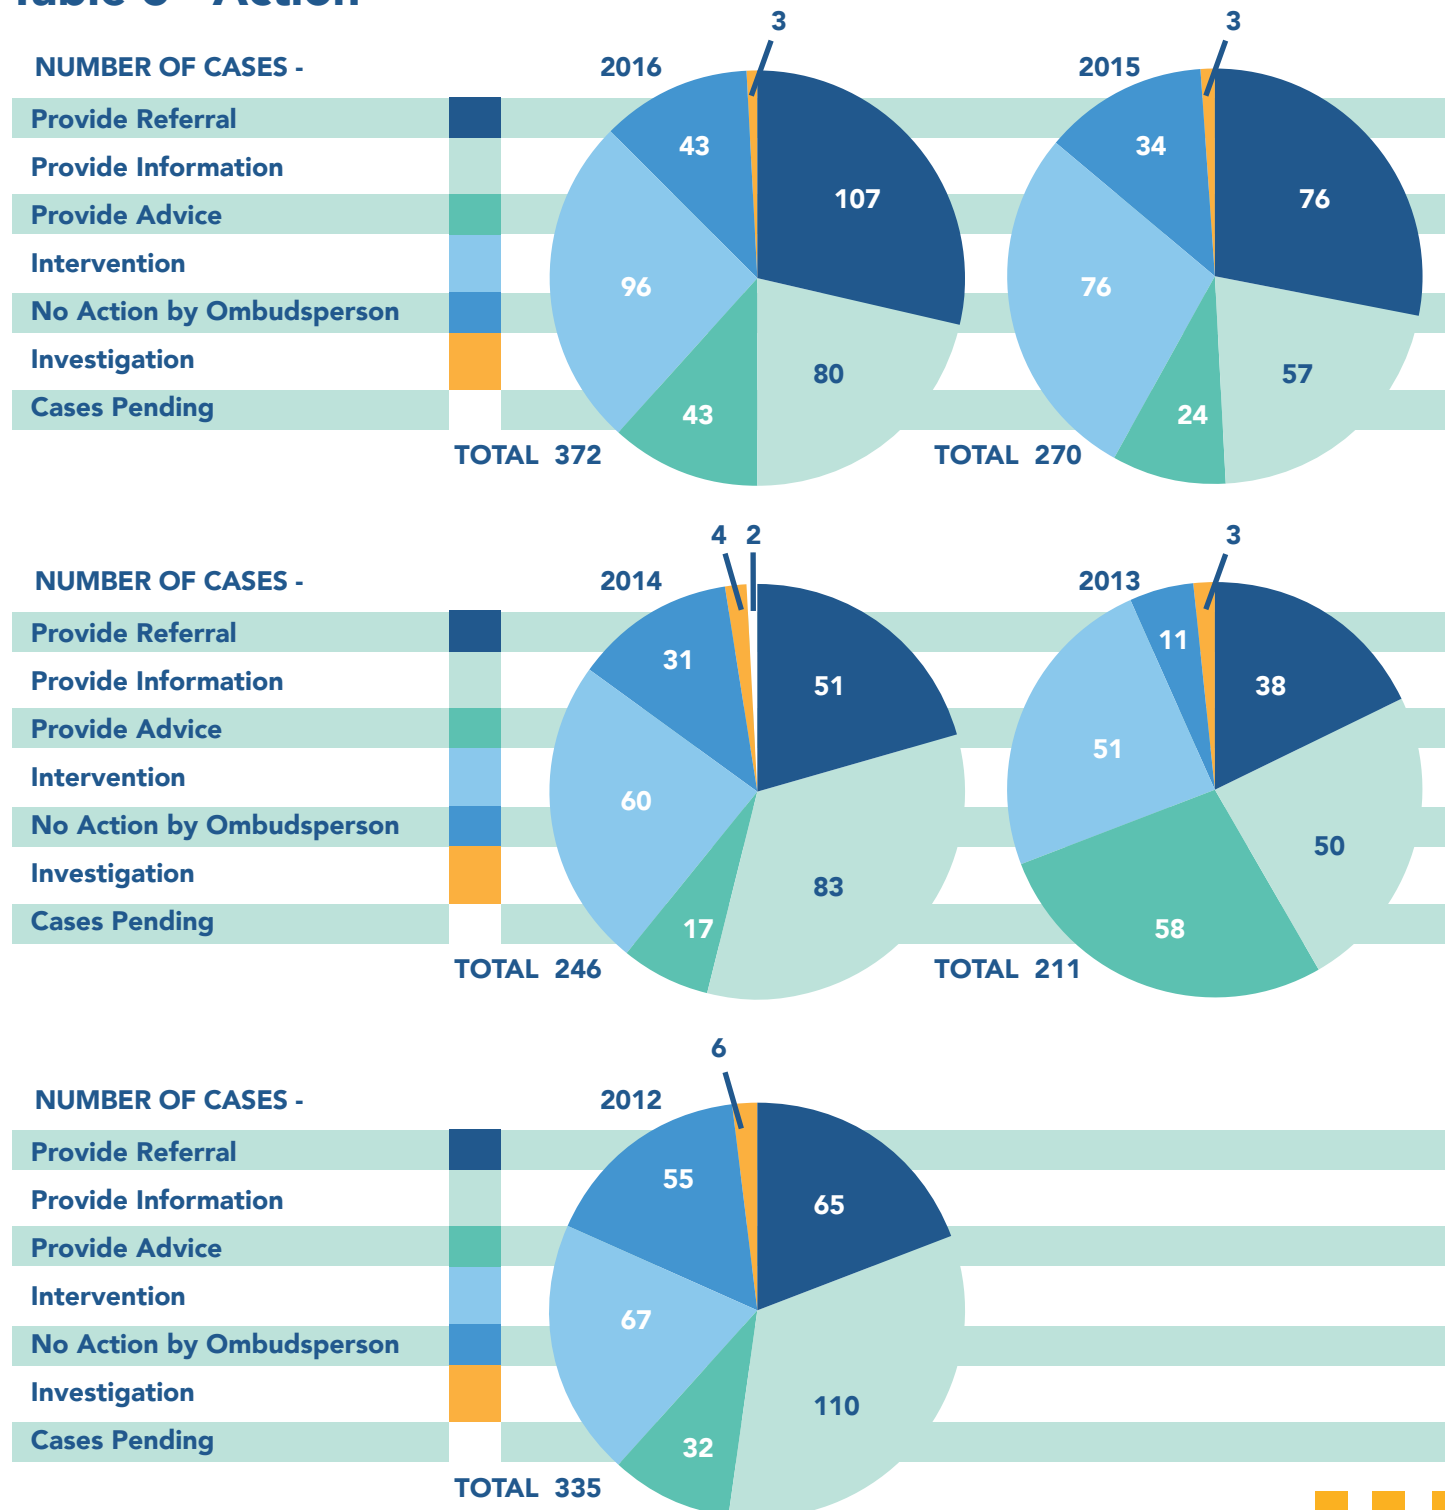 3 3
NUMBER OF CASES - 2016 2015
Provide Referral
Provide Information
Provide Advice
Intervention
No Action by Ombudsperson
Investigation
Cases Pending
43 107 34 76
96 76
80 57
43 24
TOTAL 372 TOTAL 270
4 2 3
NUMBER OF CASES - 2014 2013
Provide Referral
Provide Information
Provide Advice
Intervention
No Action by Ombudsperson
Investigation
Cases Pending
31 51 11 38
60 51
83 50
17 58
TOTAL 246 TOTAL 211
6
NUMBER OF CASES - 2012
Provide Referral
Provide Information
Provide Advice
Intervention
No Action by Ombudsperson
Investigation
Cases Pending
55 65
67
110
32
TOTAL 335